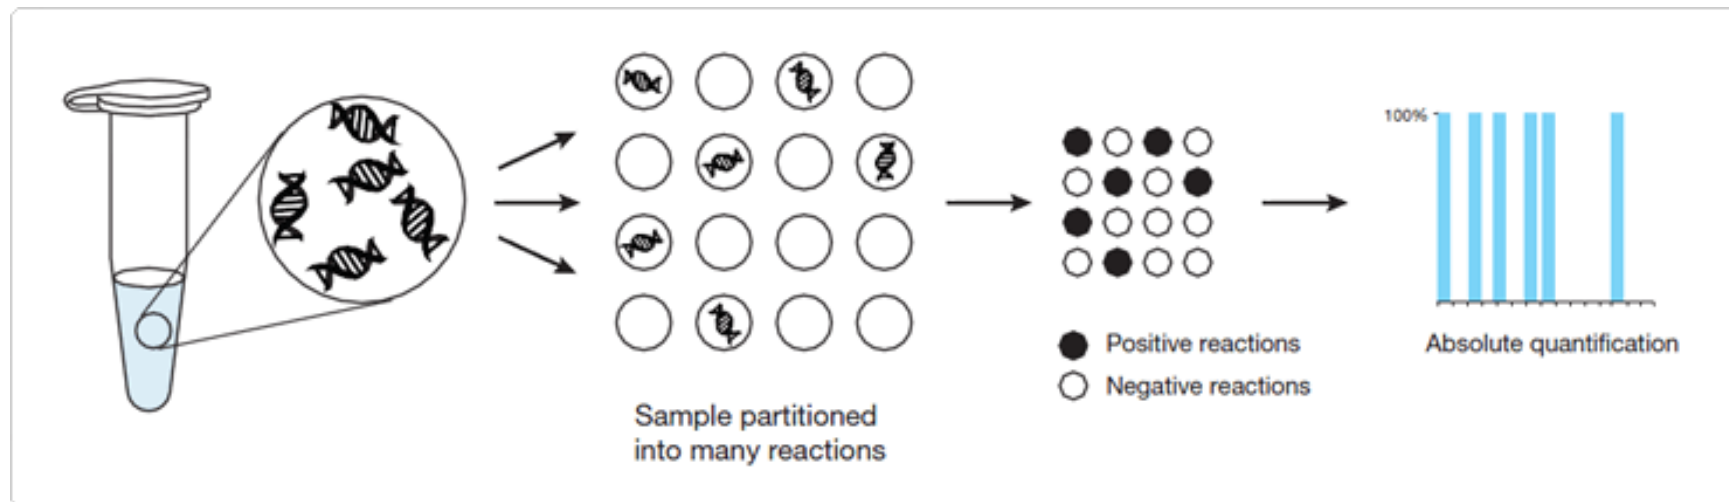 Sample partitioned
into many reactions
Positive reactions
Negative reactions
100%
Absolute quantification